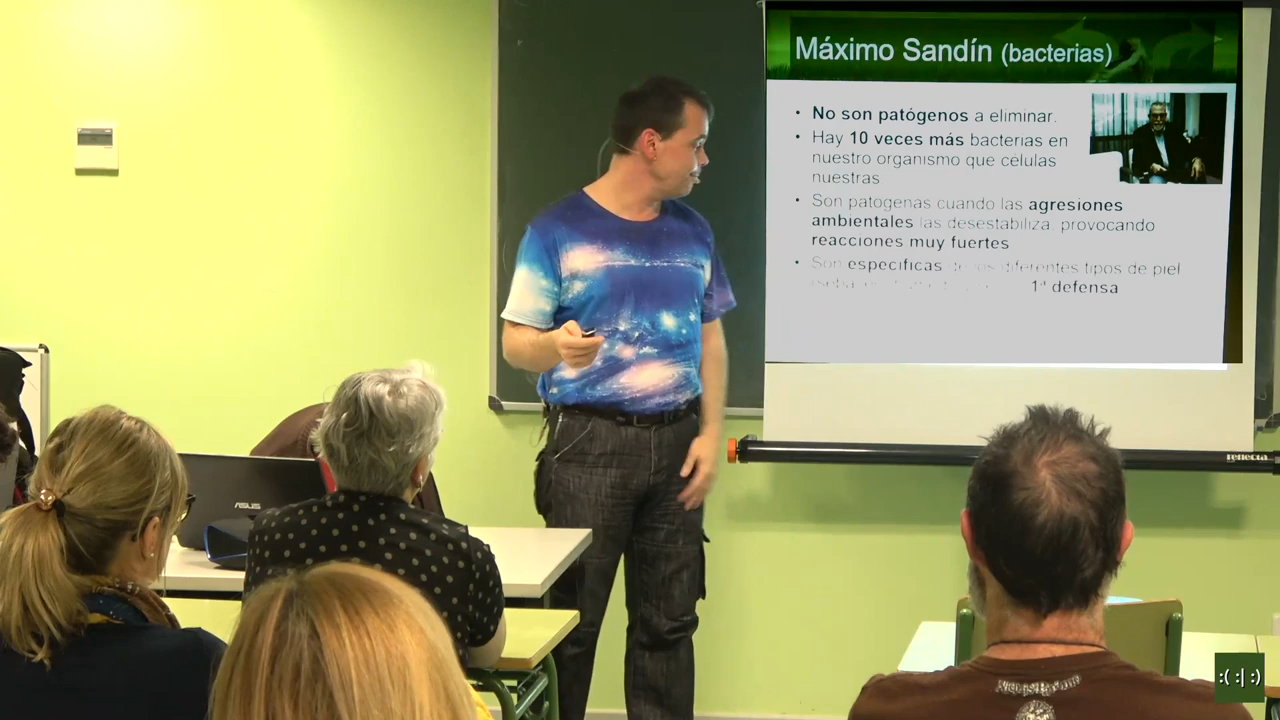 Máximo Sandín (bacterias)
• No son patógenos a eliminar.
• Hay 10 veces más bacterias en
nuestro organismo que células
nuestras
• Son patogenas cuando las agresiones
ambientales las desestabiliza, provocando
reacciones muy fuertes
• Son especificas de los diferentes tipos de piel
1ª defensa
ASUS
:( :| :)